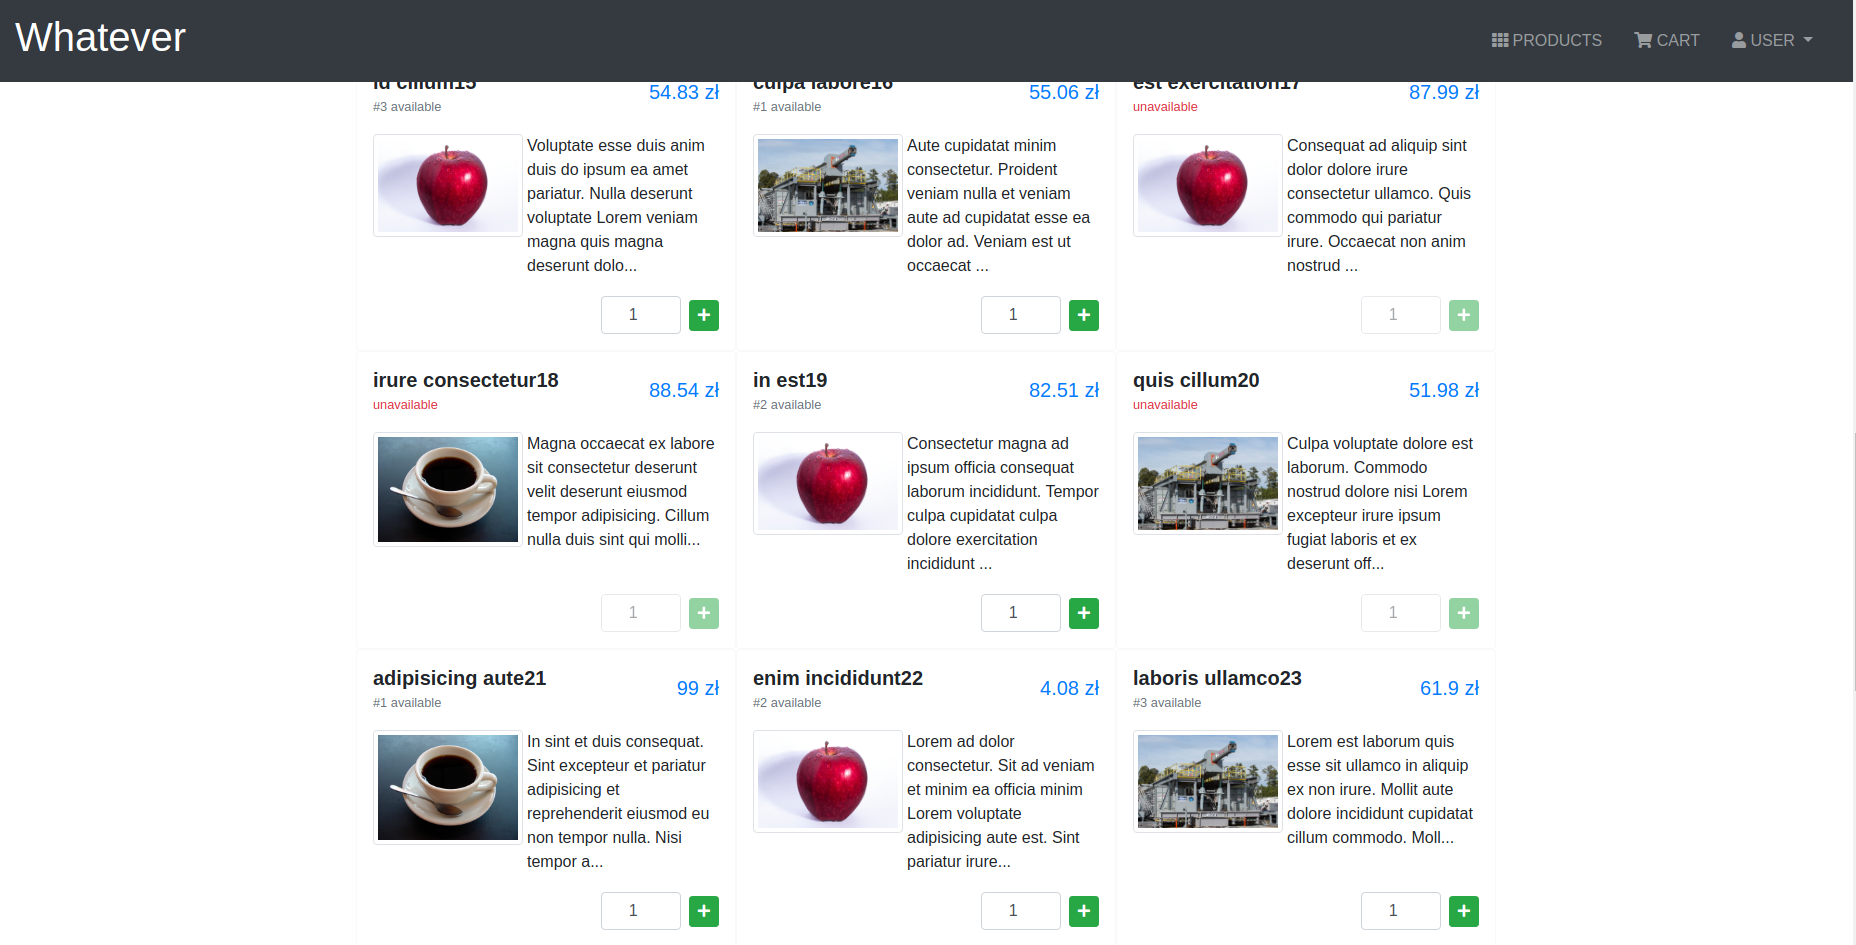 Whatever
PRODUCTS
CART
USER
id cillum15
54.83 zł
#3 available
Voluptate esse duis anim
duis do ipsum ea amet
pariatur. Nulla deserunt
voluptate Lorem veniam
magna quis magna
deserunt dolo...
1
culpa labore16
55.06 zł
#1 available
Aute cupidatat minim
consectetur. Proident
veniam nulla et veniam
aute ad cupidatat esse ea
dolor ad. Veniam est ut
occaecat ...
1
est exercitation17
87.99 zł
unavailable
Consequat ad aliquip sint
dolor dolore irure
consectetur ullamco. Quis
commodo qui pariatur
irure. Occaecat non anim
nostrud ...
1
irure consectetur18
88.54 zł
unavailable
Magna occaecat ex labore
sit consectetur deserunt
velit deserunt eiusmod
tempor adipisicing. Cillum
nulla duis sint qui molli...
1
in est19
82.51 zł
#2 available
Consectetur magna ad
ipsum officia consequat
laborum incididunt. Tempor
culpa cupidatat culpa
dolore exercitation
incididunt ...
1
quis cillum20
51.98 zł
unavailable
Culpa voluptate dolore est
laborum. Commodo
nostrud dolore nisi Lorem
excepteur irure ipsum
fugiat laboris et ex
deserunt off...
1
adipisicing aute21
99 zł
#1 available
In sint et duis consequat.
Sint excepteur et pariatur
adipisicing et
reprehenderit eiusmod eu
non tempor nulla. Nisi
tempor a...
1
enim incididunt22
4.08 zł
#2 available
Lorem ad dolor
consectetur. Sit ad veniam
et minim ea officia minim
Lorem voluptate
adipisicing aute est. Sint
pariatur irure...
1
laboris ullamco23
61.9 zł
#3 available
Lorem est laborum quis
esse sit ullamco in aliquip
ex non irure. Mollit aute
dolore incididunt cupidatat
cillum commodo. Moll...
1